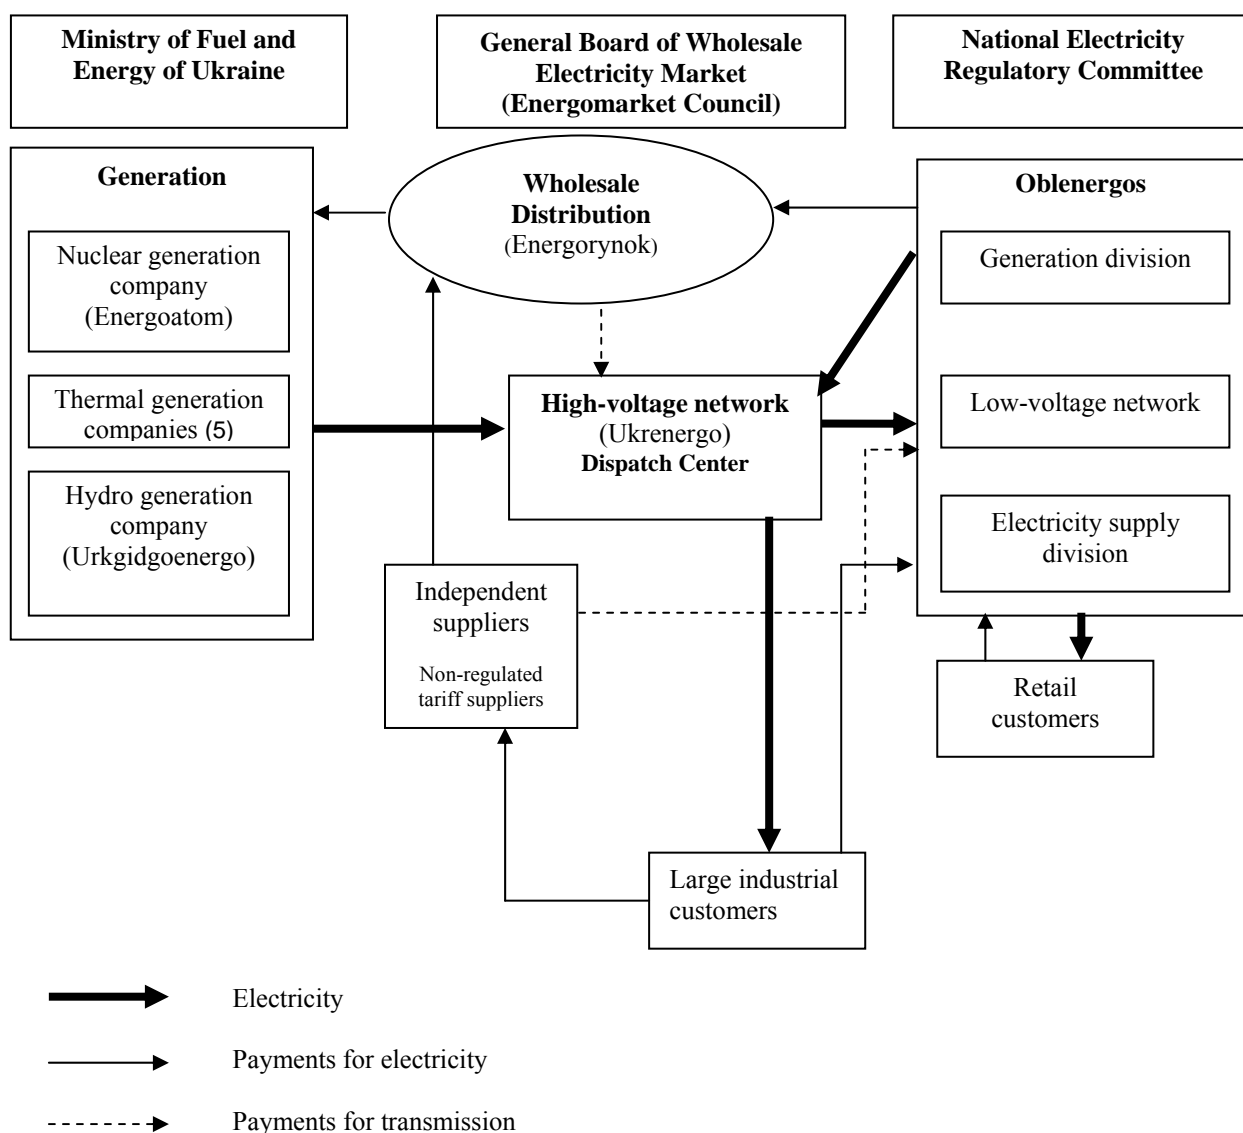 Ministry of Fuel and
Energy of Ukraine
General Board of Wholesale
Electricity Market
(Energomarket Council)
National Electricity
Regulatory Committee
Generation
Nuclear generation
company
(Energoatom)
Thermal generation
companies (5)
Hydro generation
company
(Urkgidgoenergo)
Wholesale
Distribution
(Energorynok)
High-voltage network
(Ukrenergo)
Dispatch Center
Independent
suppliers
Non-regulated
tariff suppliers
Oblenergos
Generation division
Low-voltage network
Electricity supply
division
Retail
customers
Large industrial
customers
Electricity
Payments for electricity
Payments for transmission